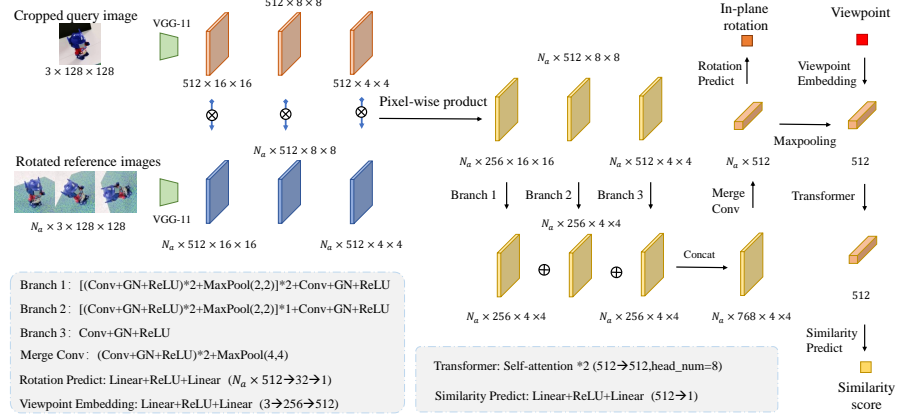 Cropped query image
VGG-11
3 × 128 × 128
512 × 8 × 8
512 × 16 × 16
512 × 4 × 4
Pixel-wise product
Rotated reference images
VGG-11
N_a × 3 × 128 × 128
N_a × 512 × 8 × 8
N_a × 512 × 16 × 16
N_a × 512 × 4 × 4
N_a × 512 × 8 × 8
N_a × 256 × 16 × 16
N_a × 512 × 4 × 4
Branch 1
Branch 2
Branch 3
N_a × 256 × 4 ×4
N_a × 256 × 4 ×4
N_a × 256 × 4 ×4
Concat
N_a × 768 × 4 ×4
Merge
Conv
N_a × 512
Rotation
Predict
In-plane
rotation
Maxpooling
Viewpoint
Viewpoint
Embedding
512
Transformer
512
Similarity
Predict
Similarity
score
Branch 1: [(Conv+GN+ReLU)*2+MaxPool(2,2)]*2+Conv+GN+ReLU
Branch 2: [(Conv+GN+ReLU)*2+MaxPool(2,2)]*1+Conv+GN+ReLU
Branch 3: Conv+GN+ReLU
Merge Conv: (Conv+GN+ReLU)*2+MaxPool(4,4)
Rotation Predict: Linear+ReLU+Linear (N_a × 512→32→1)
Viewpoint Embedding: Linear+ReLU+Linear (3→256→512)
Transformer: Self-attention *2 (512→512,head_num=8)
Similarity Predict: Linear+ReLU+Linear (512→1)